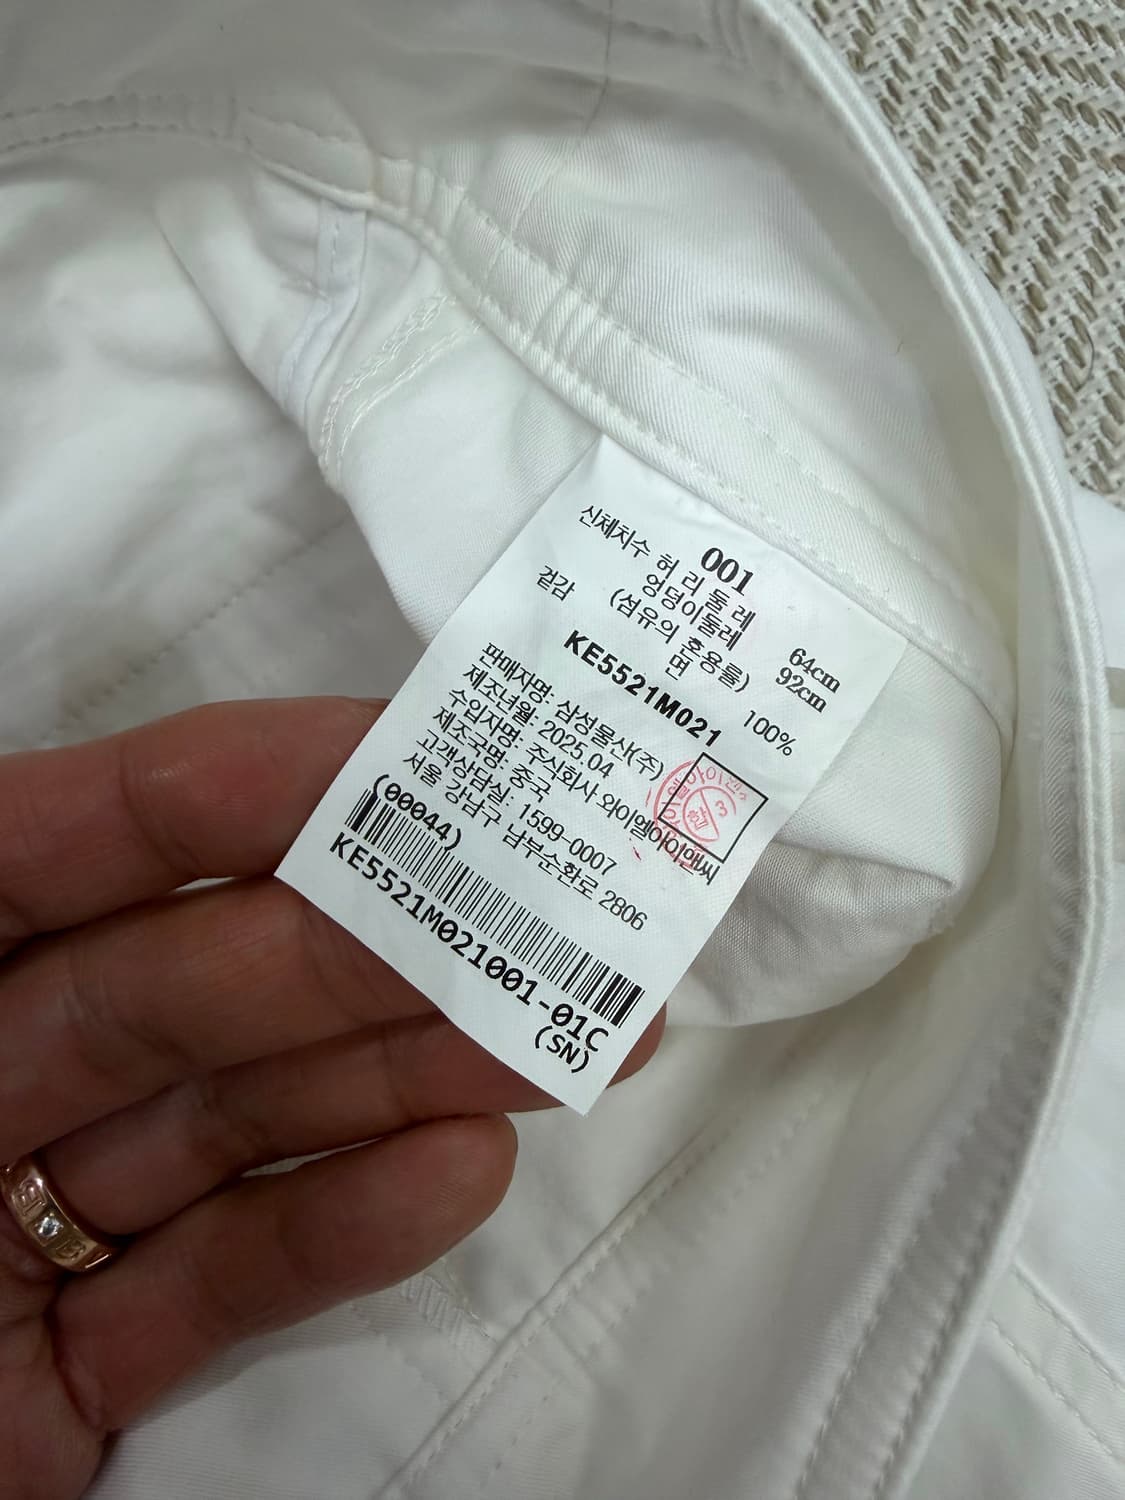 001
신체치수 허리둘레 64cm
엉덩이둘레 92cm
겉감 (섬유의 혼용률)
면 100%
KE5521M021
판매자명: 삼성물산(주)
제조년월: 2025.04
수입자명: 주식회사 와이엘아이앤씨
제조국명: 중국
고객상담실: 1599-0007
서울 강남구 남부순환로 2806
(00044)
KE5521M021001-01C
(SN)